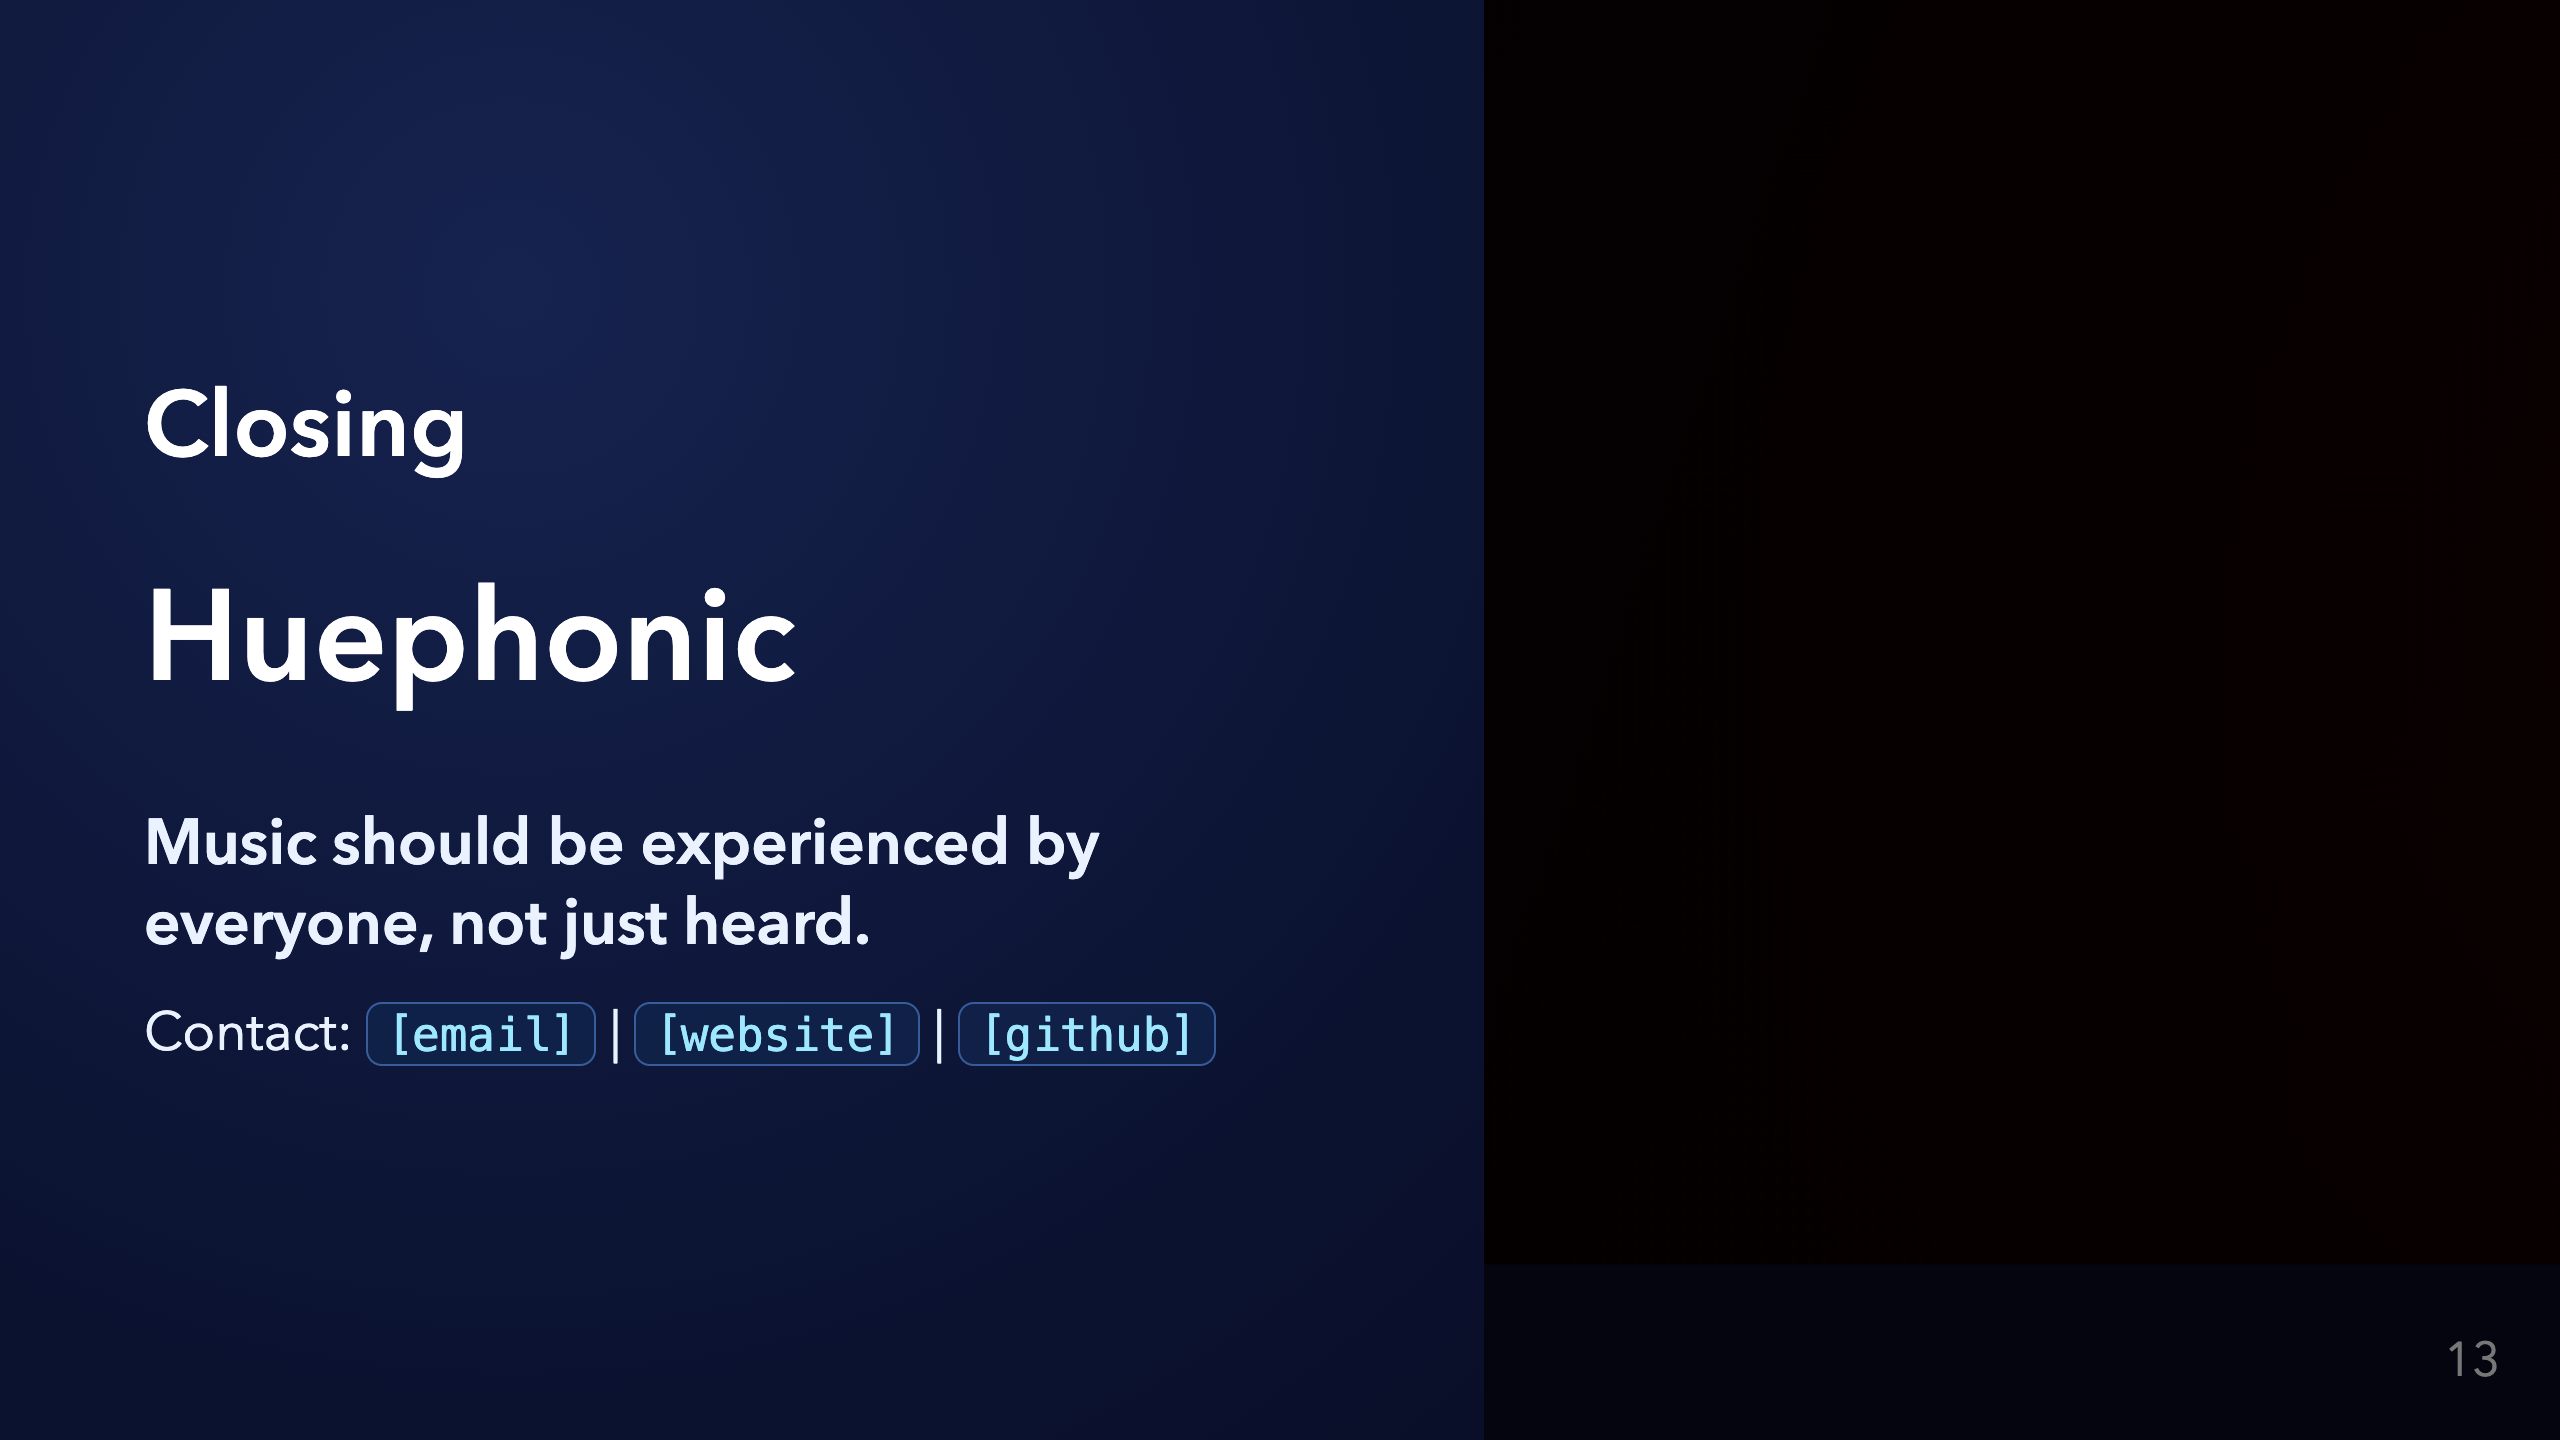 Closing
Huephonic
Music should be experienced by
everyone, not just heard.
Contact: [email] | [website] | [github]
13